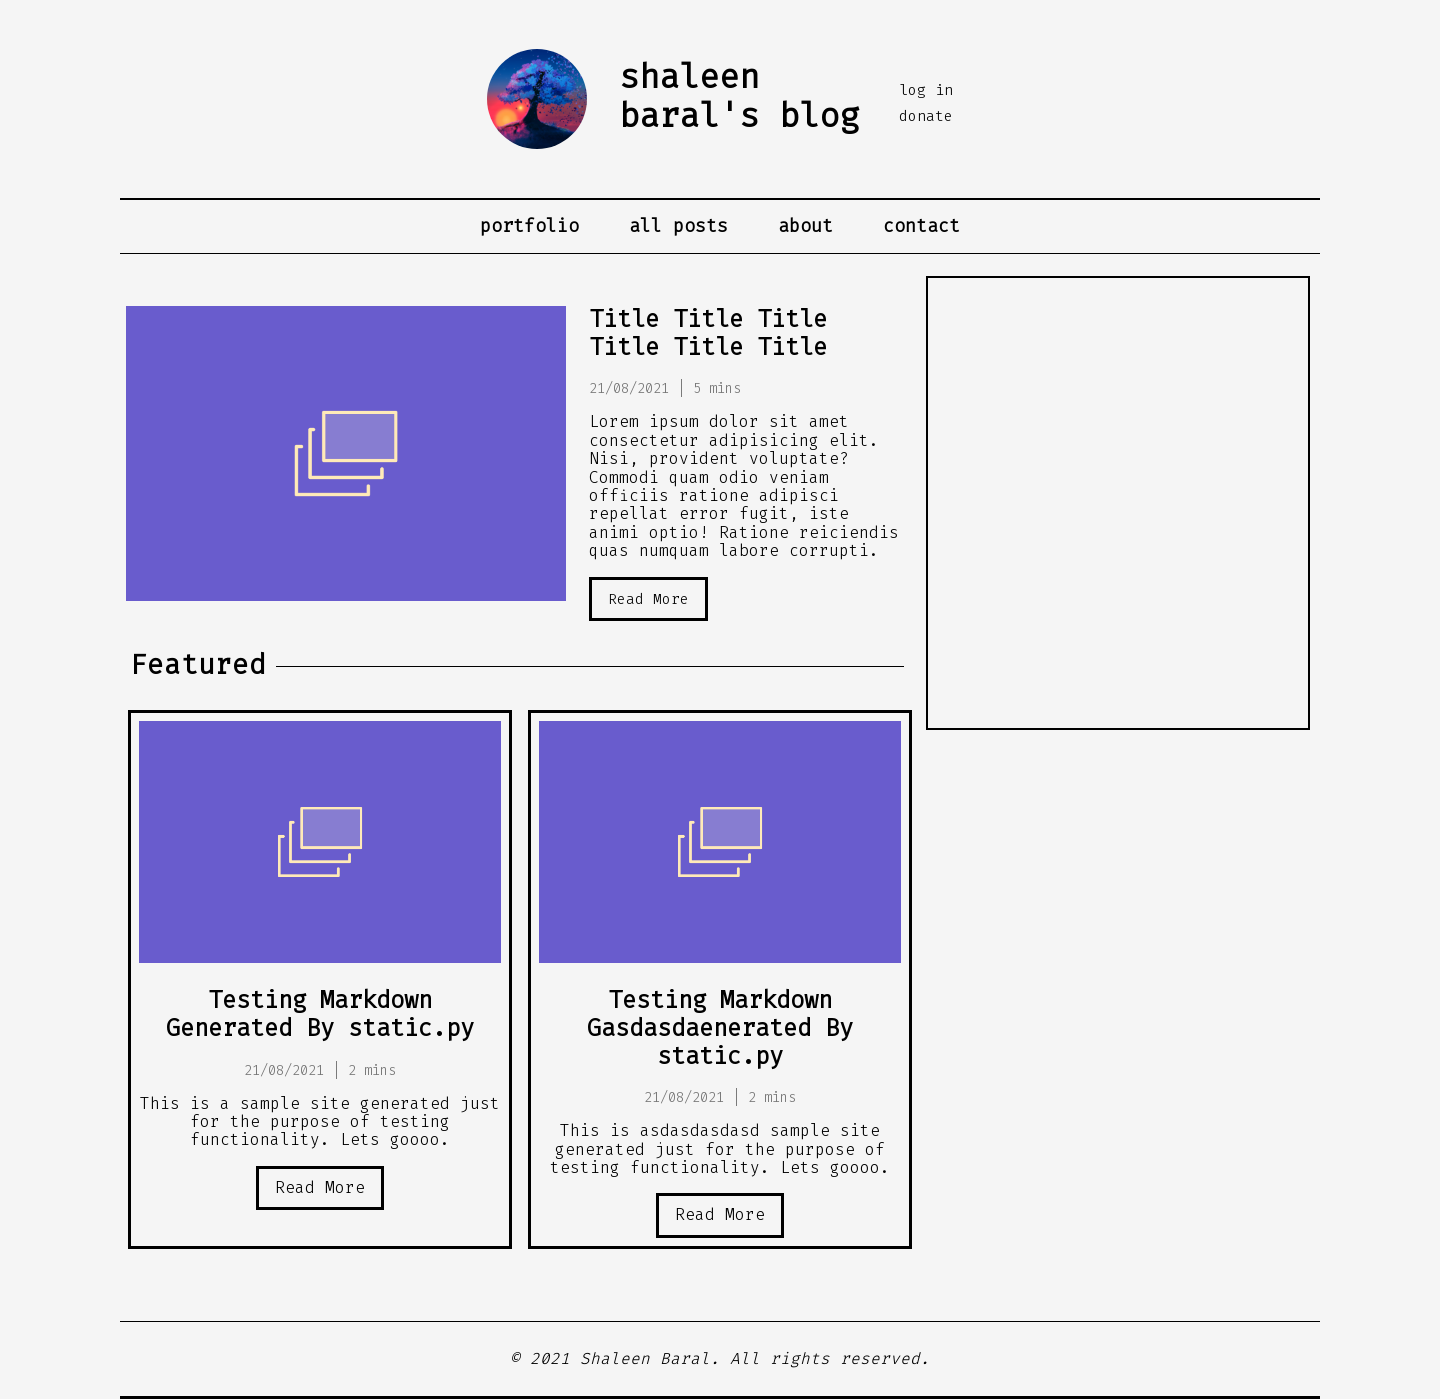 shaleen
baral's blog
log in
donate
portfolio
all posts
about
contact
Title Title Title
Title Title Title
21/08/2021 | 5 mins
Lorem ipsum dolor sit amet
consectetur adipisicing elit.
Nisi, provident voluptate?
Commodi quam odio veniam
officiis ratione adipisci
repellat error fugit, iste
animi optio! Ratione reiciendis
quas numquam labore corrupti.
Read More
Featured
Testing Markdown
Generated By static.py
21/08/2021 | 2 mins
This is a sample site generated just
for the purpose of testing
functionality. Lets goooo.
Read More
Testing Markdown
Gasdasdaenerated By
static.py
21/08/2021 | 2 mins
This is asdasdasdasd sample site
generated just for the purpose of
testing functionality. Lets goooo.
Read More
© 2021 Shaleen Baral. All rights reserved.